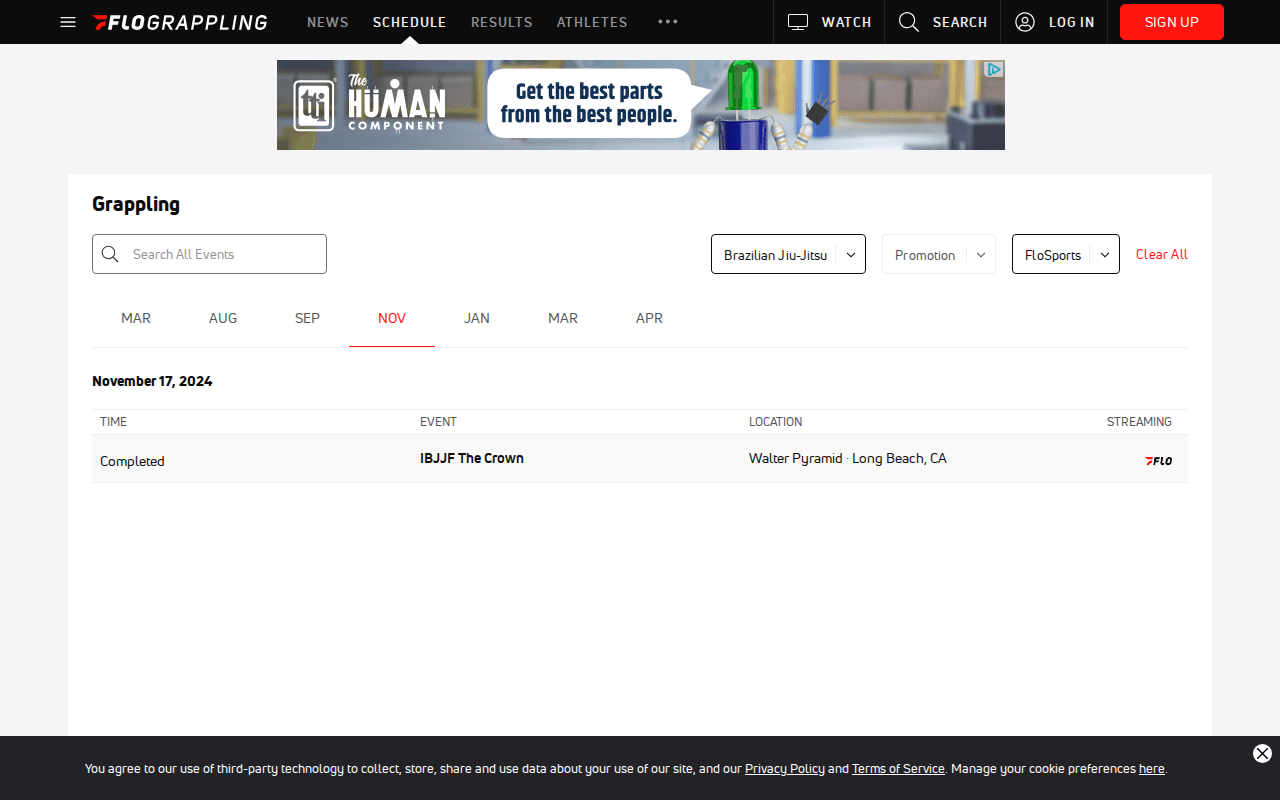 FLOGRAPPLING NEWS SCHEDULE RESULTS ATHLETES WATCH SEARCH LOG IN SIGN UP
tti The HUMAN COMPONENT
Get the best parts
from the best people.
Grappling
Search All Events Brazilian Jiu-Jitsu Promotion FloSports Clear All
MAR AUG SEP NOV JAN MAR APR
November 17, 2024
TIME EVENT LOCATION STREAMING
Completed IBJJF The Crown Walter Pyramid · Long Beach, CA FLO
You agree to our use of third-party technology to collect, store, share and use data about your use of our site, and our Privacy Policy and Terms of Service. Manage your cookie preferences here.